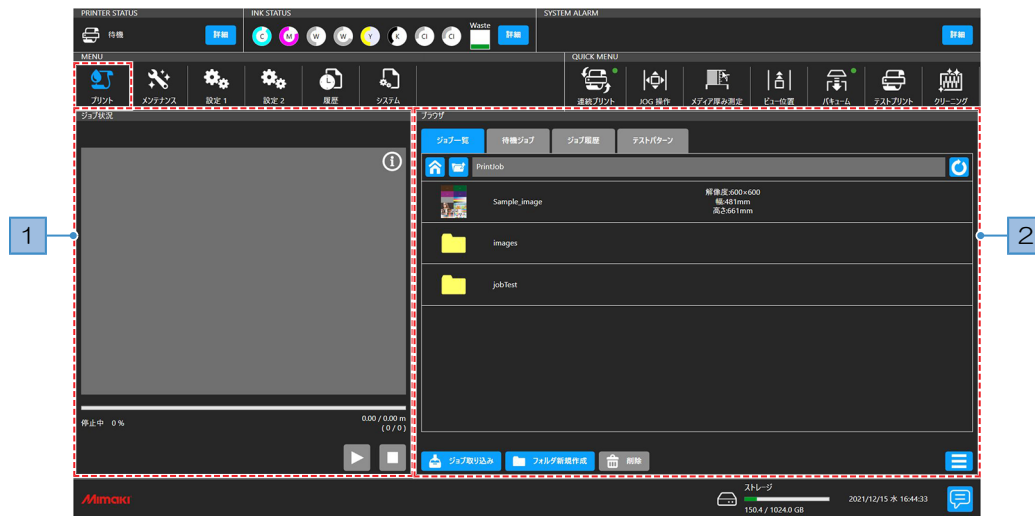 PRINTER STATUS
INK STATUS
SYSTEM ALARM
待機
詳細
C
M
W
W
Y
K
Cl
Cl
Waste
詳細
詳細
MENU
QUICK MENU
プリント
メンテナンス
設定 1
設定 2
履歴
システム
連続プリント
JOG 操作
メディア厚み測定
ビュー位置
バキューム
テストプリント
クリーニング
ジョブ状況
ブラウザ
ジョブ一覧
待機ジョブ
ジョブ履歴
テストパターン
PrintJob
Sample_image
解像度:600×600
幅:481mm
高さ:661mm
images
jobTest
1
2
停止中 0 %
0.00 / 0.00 m
( 0 / 0 )
ジョブ取り込み
フォルダ新規作成
削除
Mimaki
ストレージ
150.4 / 1024.0 GB
2021/12/15 水 16:44:33